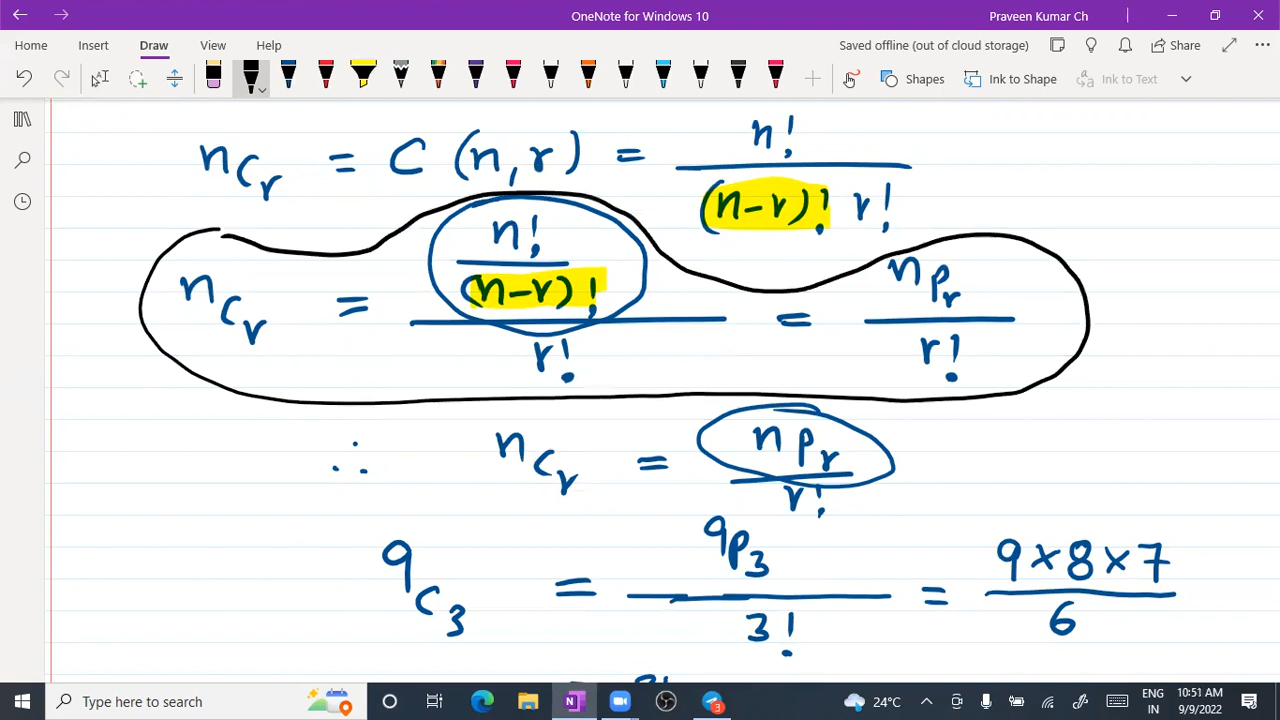 OneNote for Windows 10
Praveen Kumar Ch
Home Insert Draw View Help
Saved offline (out of cloud storage)
Share
Shapes
Ink to Shape
Ink to Text
nCr = C (n,r) = n! / (n-r)! r!
nCr = n! / (n-r)! / r! = nPr / r!
∴ nCr = nPr / r!
9C3 = 9P3 / 3! = 9×8×7 / 6
Type here to search
3
24°C
ENG
IN
10:51 AM
9/9/2022